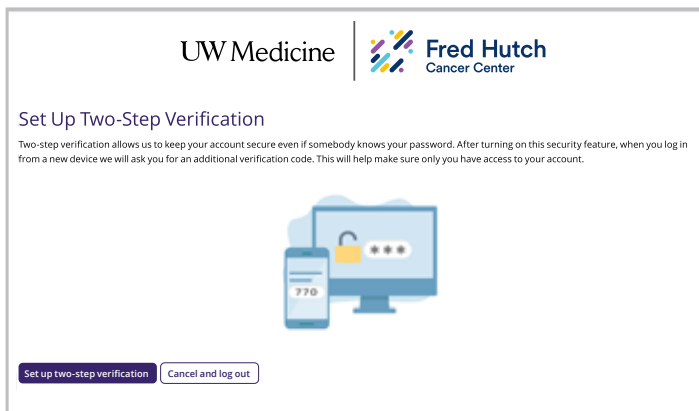 UW Medicine
Fred Hutch
Cancer Center
Set Up Two-Step Verification
Two-step verification allows us to keep your account secure even if somebody knows your password. After turning on this security feature, when you log in
from a new device we will ask you for an additional verification code. This will help make sure only you have access to your account.
***
770
Set up two-step verification
Cancel and log out